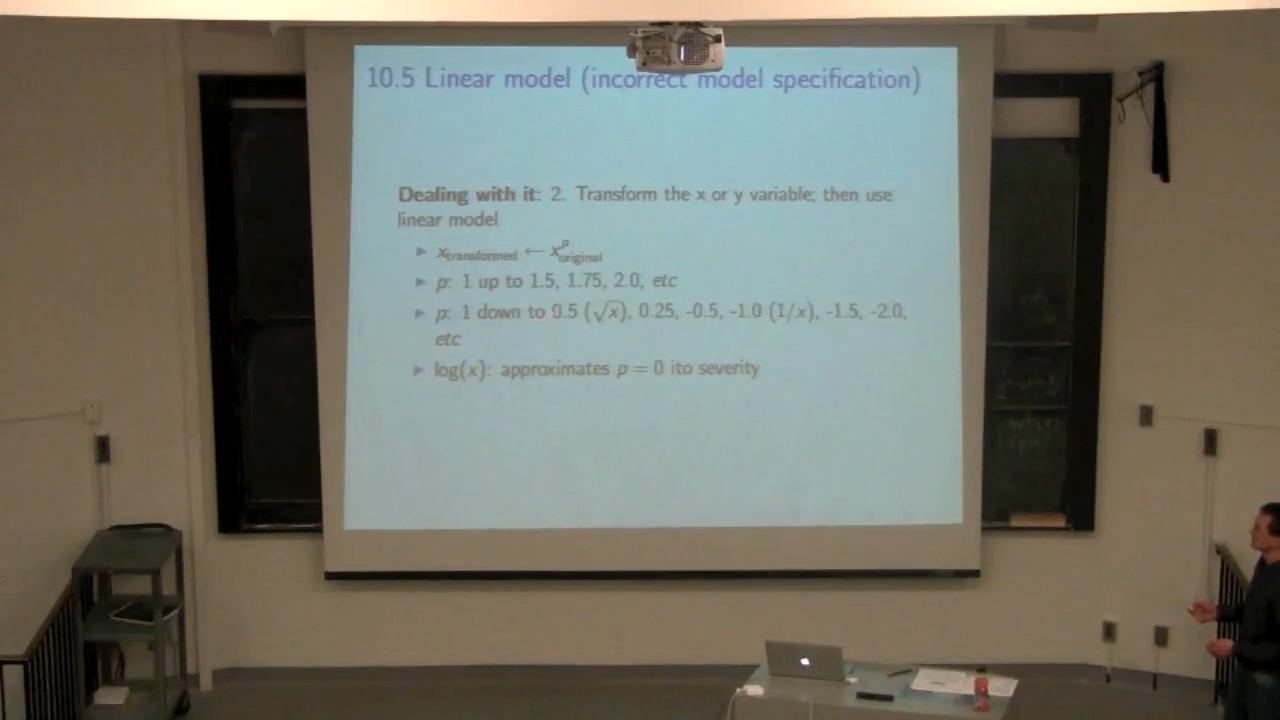 10.5 Linear model (incorrect model specification)
Dealing with it: 2. Transform the x or y variable; then use
linear model
▶ x_transformed ← x^p_original
▶ p: 1 up to 1.5, 1.75, 2.0, etc
▶ p: 1 down to 0.5 (√x), 0.25, -0.5, -1.0 (1/x), -1.5, -2.0,
etc
▶ log(x): approximates p = 0 ito severity